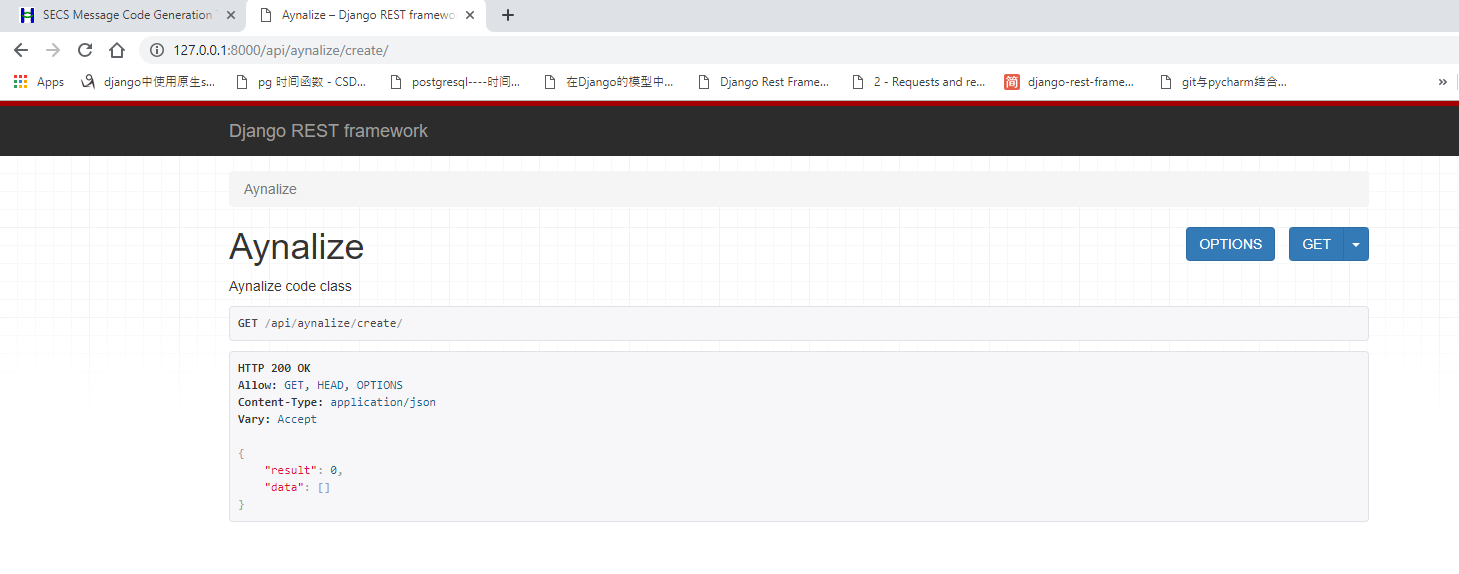 SECS Message Code Generation
Aynalize – Django REST framewo
127.0.0.1:8000/api/aynalize/create/
Apps django中使用原生s... pg 时间函数 - CSD... postgresql----时间... 在Django的模型中... Django Rest Frame... 2 - Requests and re... 简 django-rest-frame... git与pycharm结合... »
Django REST framework
Aynalize
Aynalize
OPTIONS GET
Aynalize code class
GET /api/aynalize/create/
HTTP 200 OK
Allow: GET, HEAD, OPTIONS
Content-Type: application/json
Vary: Accept
{
"result": 0,
"data": []
}